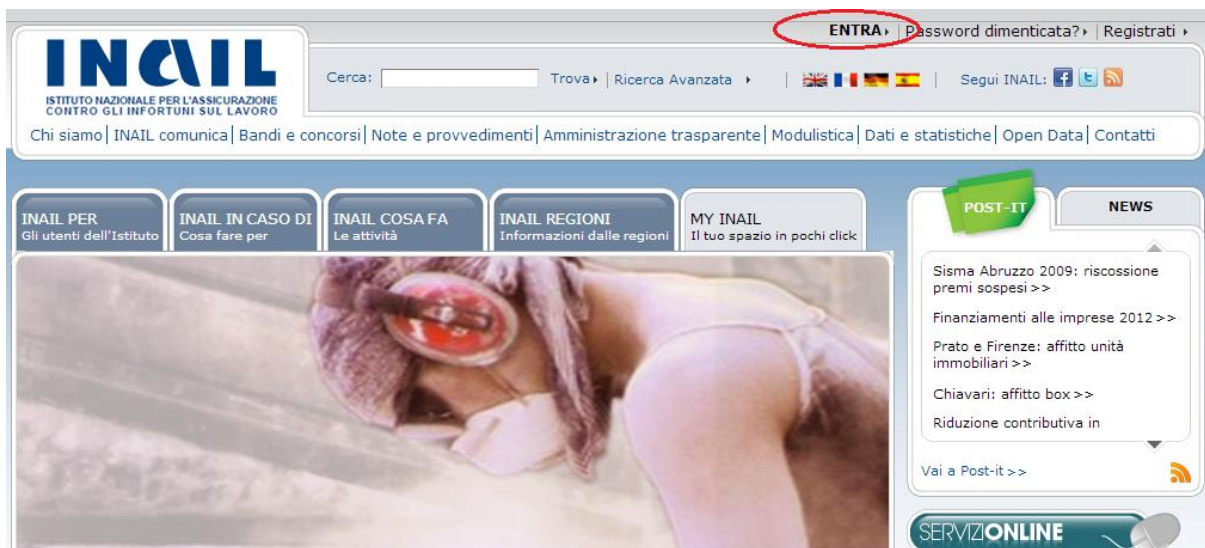 ENTRA | Password dimenticata? | Registrati
INAIL
ISTITUTO NAZIONALE PER L'ASSICURAZIONE
CONTRO GLI INFORTUNI SUL LAVORO
Cerca: Trova | Ricerca Avanzata | | Segui INAIL:
Chi siamo | INAIL comunica | Bandi e concorsi | Note e provvedimenti | Amministrazione trasparente | Modulistica | Dati e statistiche | Open Data | Contatti
INAIL PER
Gli utenti dell'Istituto
INAIL IN CASO DI
Cosa fare per
INAIL COSA FA
Le attività
INAIL REGIONI
Informazioni dalle regioni
MY INAIL
Il tuo spazio in pochi click
POST-IT
NEWS
Sisma Abruzzo 2009: riscossione
premi sospesi >>
Finanziamenti alle imprese 2012 >>
Prato e Firenze: affitto unità
immobiliari >>
Chiavari: affitto box >>
Riduzione contributiva in
Vai a Post-it >>
SERVIZIONLINE